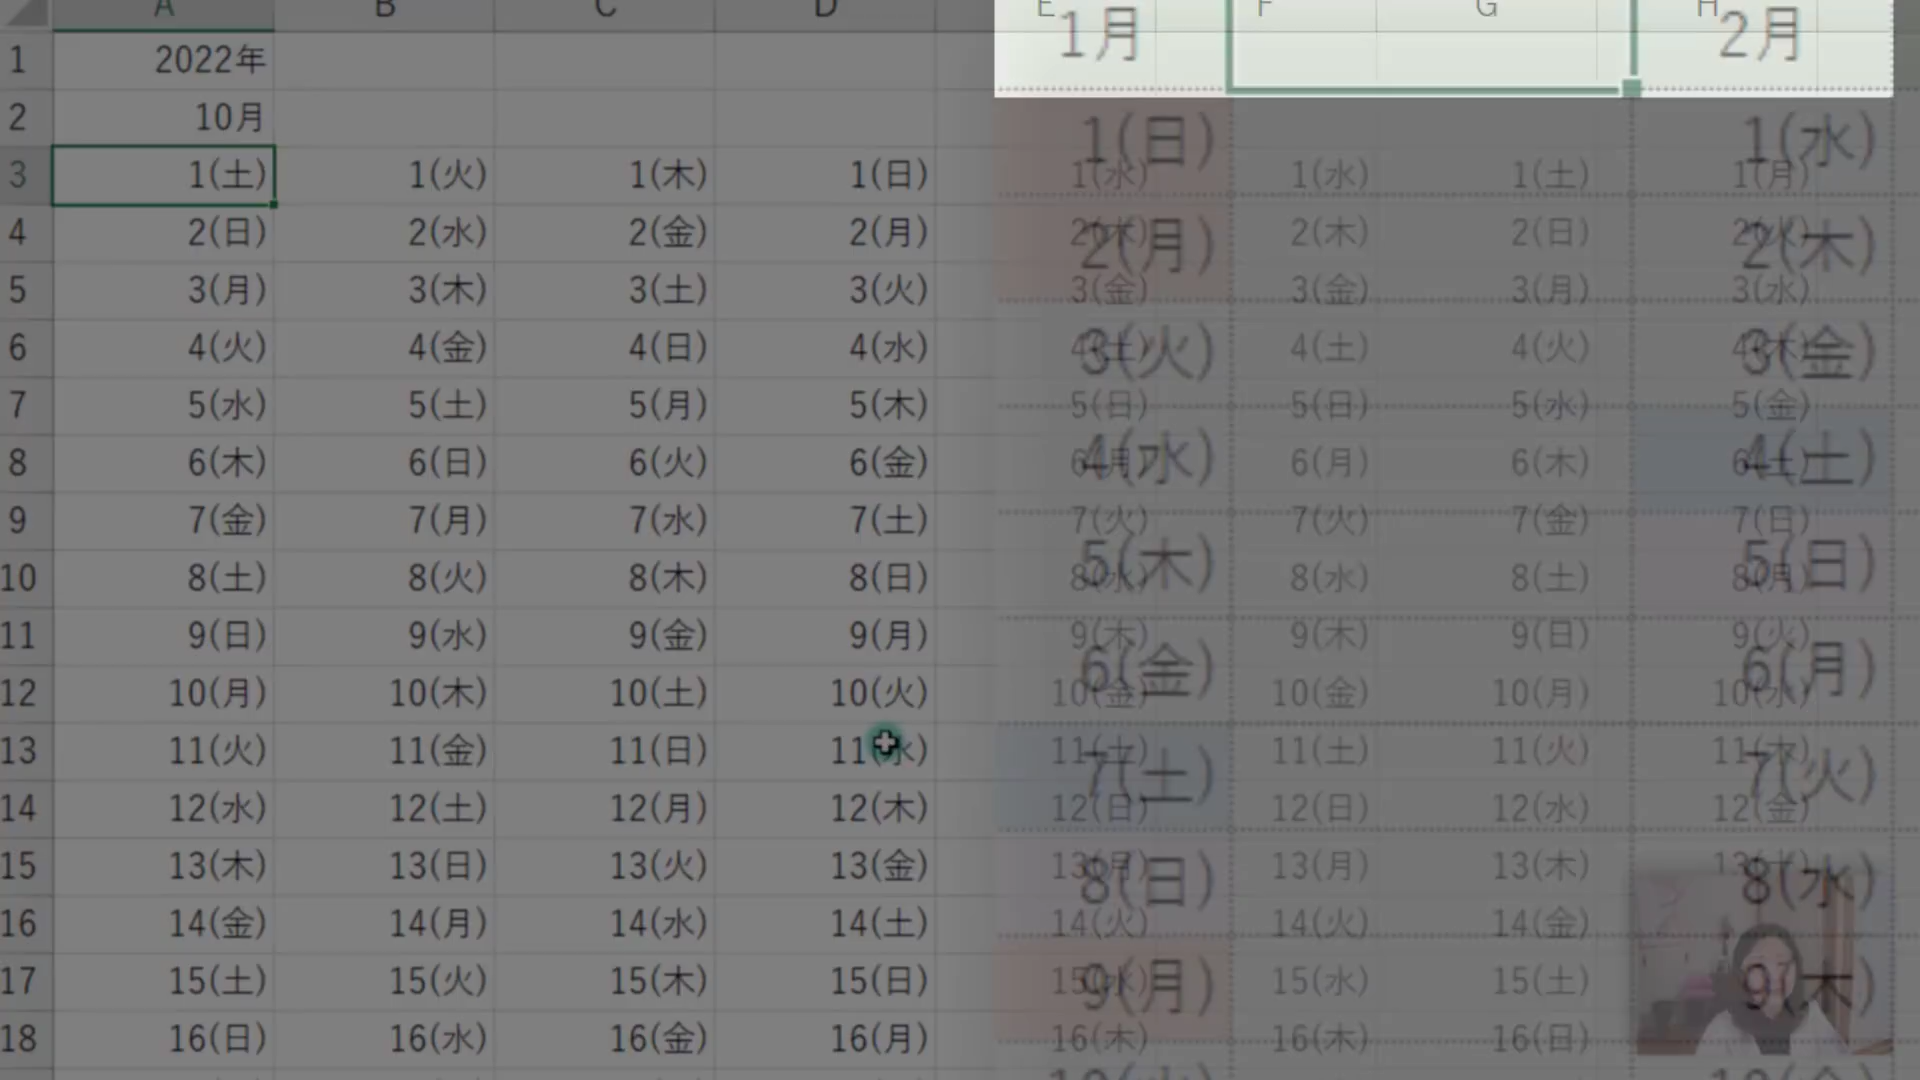 A B C D E F G H
1 2022年 1月 2月
2 10月
1(日) 1(水)
3 1(土) 1(火) 1(木) 1(日) 1(水) 1(水) 1(土) 1(月)
4 2(日) 2(水) 2(金) 2(月) 2(木) 2(木) 2(日) 2(火)
2(月) 2(木)
5 3(月) 3(木) 3(土) 3(火) 3(金) 3(金) 3(月) 3(水)
6 4(火) 4(金) 4(日) 4(水) 4(土) 4(土) 4(火) 4(木)
3(火) 3(金)
7 5(水) 5(土) 5(月) 5(木) 5(日) 5(日) 5(水) 5(金)
8 6(木) 6(日) 6(火) 6(金) 6(月) 6(月) 6(木) 6(土)
4(水) 4(土)
9 7(金) 7(月) 7(水) 7(土) 7(火) 7(火) 7(金) 7(日)
5(木) 5(日)
10 8(土) 8(火) 8(木) 8(日) 8(水) 8(水) 8(土) 8(月)
11 9(日) 9(水) 9(金) 9(月) 9(木) 9(木) 9(日) 9(火)
6(金) 6(月)
12 10(月) 10(木) 10(土) 10(火) 10(金) 10(金) 10(月) 10(水)
13 11(火) 11(金) 11(日) 11(水) 11(土) 11(土) 11(火) 11(木)
7(土) 7(火)
14 12(水) 12(土) 12(月) 12(木) 12(日) 12(日) 12(水) 12(金)
15 13(木) 13(日) 13(火) 13(金) 13(月) 13(月) 13(木) 13(土)
8(日) 8(水)
16 14(金) 14(月) 14(水) 14(土) 14(火) 14(火) 14(金)
17 15(土) 15(火) 15(木) 15(日) 15(水) 15(水) 15(土)
9(月) 9(木)
18 16(日) 16(水) 16(金) 16(月) 16(木) 16(木) 16(日)